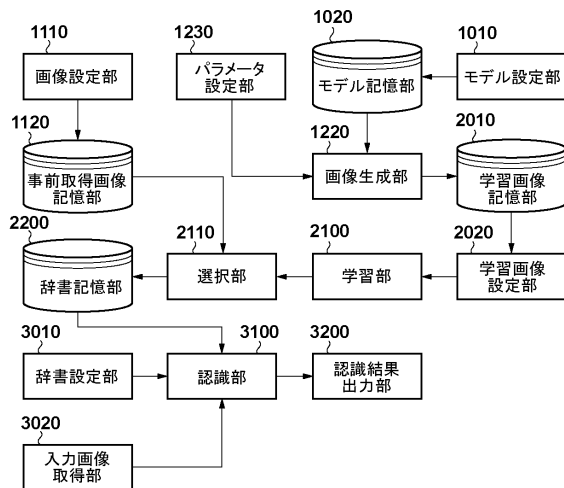 1110
画像設定部
1230
パラメータ
設定部
1020
モデル記憶部
1010
モデル設定部
1120
事前取得画像
記憶部
1220
画像生成部
2010
学習画像
記憶部
2200
辞書記憶部
2110
選択部
2100
学習部
2020
学習画像
設定部
3010
辞書設定部
3100
認識部
3200
認識結果
出力部
3020
入力画像
取得部